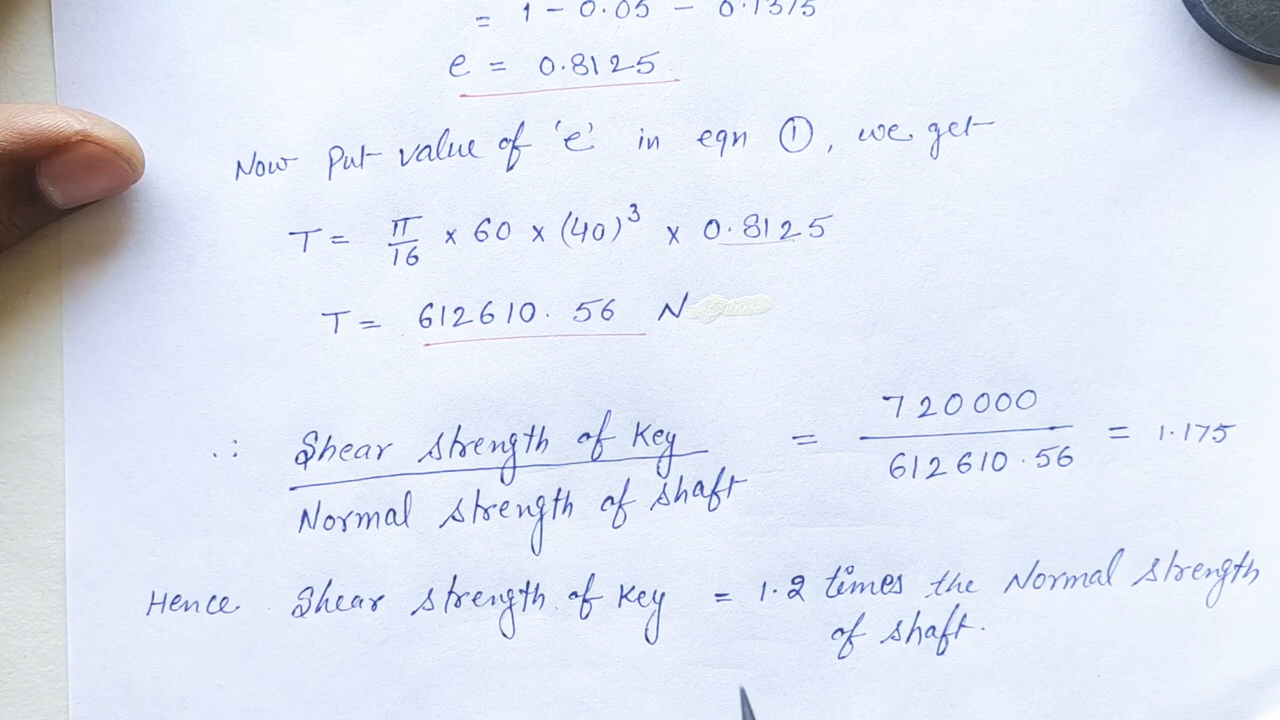 = 1 - 0.05 - 0.1375
e = 0.8125
Now Put value of 'e' in eqn ①, we get
T = π/16 × 60 × (40)³ × 0.8125
T = 612610.56 N
∴ Shear strength of Key / Normal strength of shaft = 720000 / 612610.56 = 1.175
Hence Shear strength of Key = 1.2 times the Normal strength
of shaft.